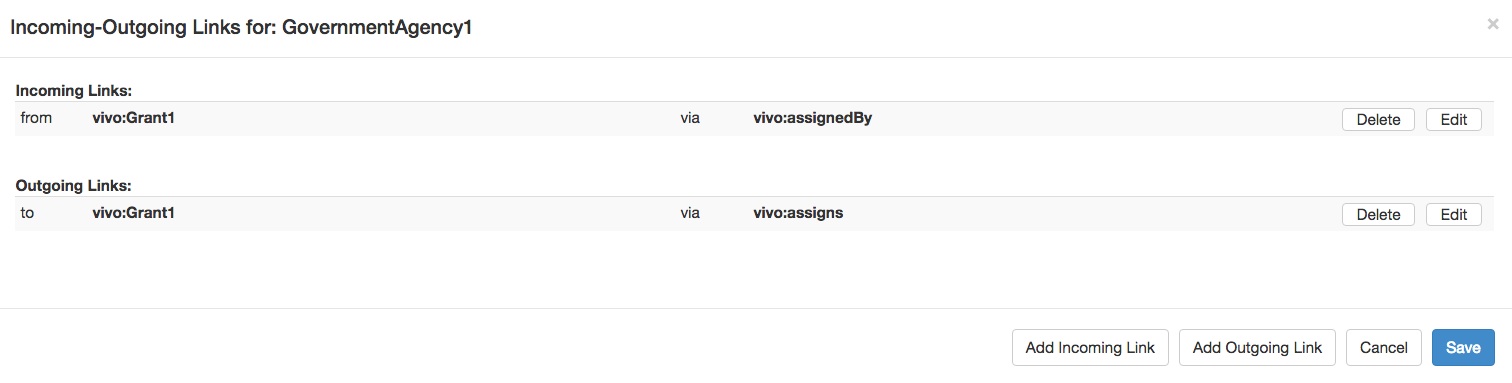 Incoming-Outgoing Links for: GovernmentAgency1 ×
Incoming Links:
from vivo:Grant1 via vivo:assignedBy Delete Edit
Outgoing Links:
to vivo:Grant1 via vivo:assigns Delete Edit
Add Incoming Link Add Outgoing Link Cancel Save